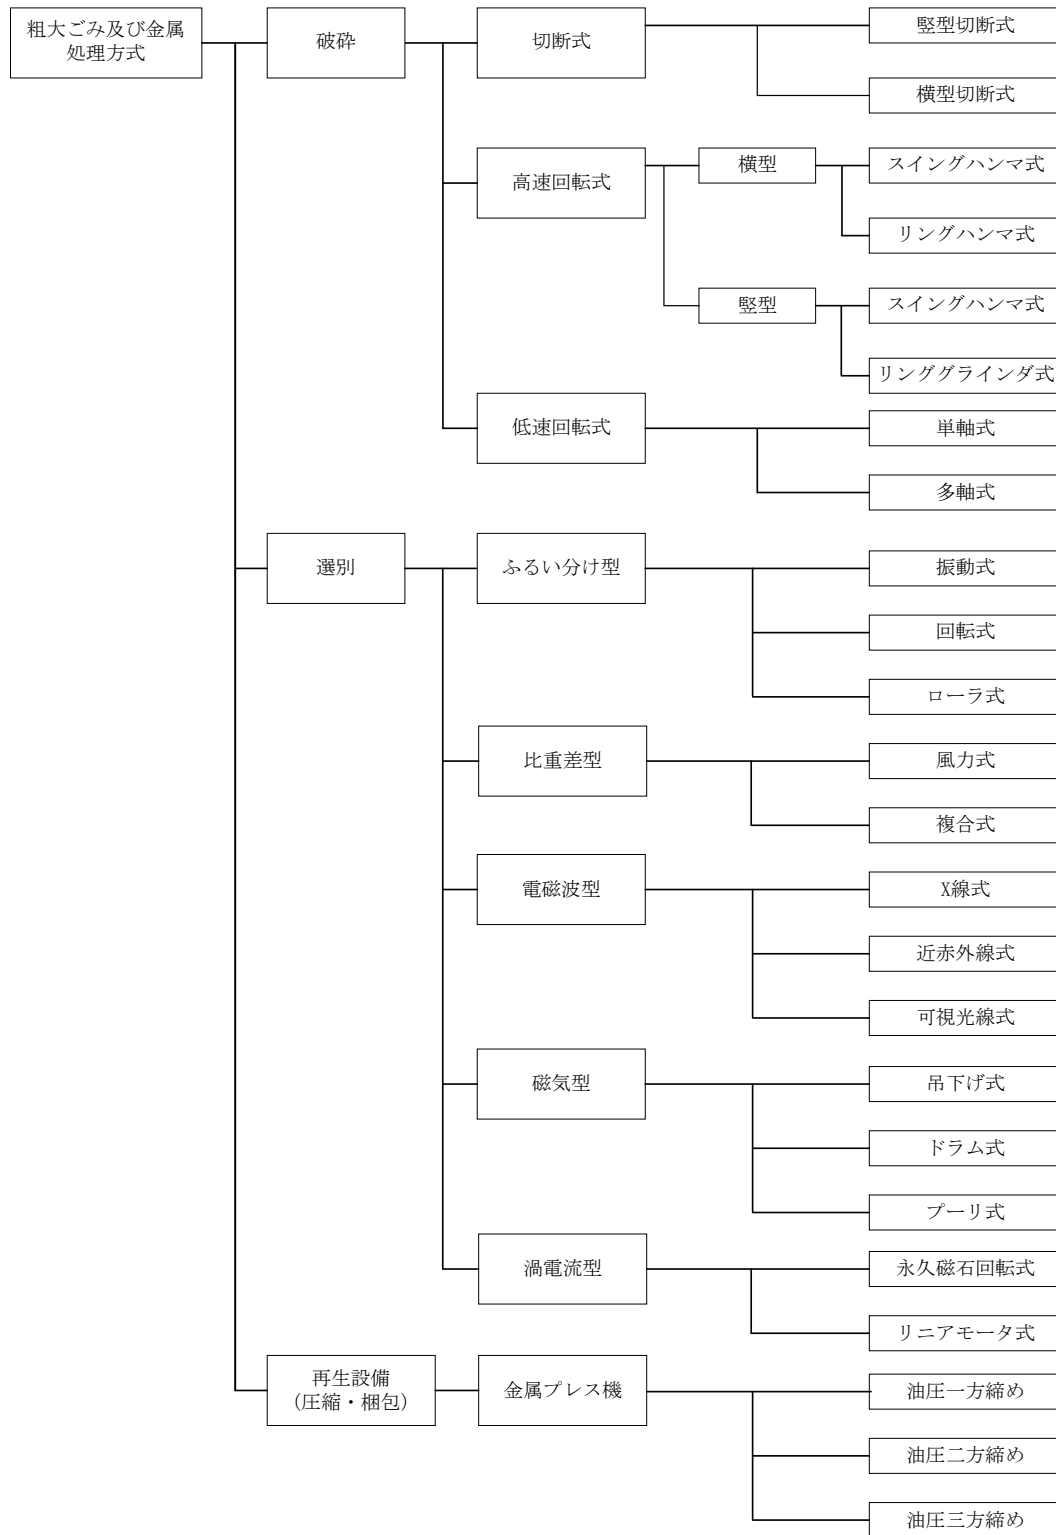 粗大ごみ及び金属
処理方式
破砕
切断式
竪型切断式
横型切断式
高速回転式
横型
スイングハンマ式
リングハンマ式
竪型
スイングハンマ式
リンググラインダ式
低速回転式
単軸式
多軸式
選別
ふるい分け型
振動式
回転式
ローラ式
比重差型
風力式
複合式
電磁波型
X線式
近赤外線式
可視光線式
磁気型
吊下げ式
ドラム式
プーリ式
渦電流型
永久磁石回転式
リニアモータ式
再生設備
（圧縮・梱包）
金属プレス機
油圧一方締め
油圧二方締め
油圧三方締め